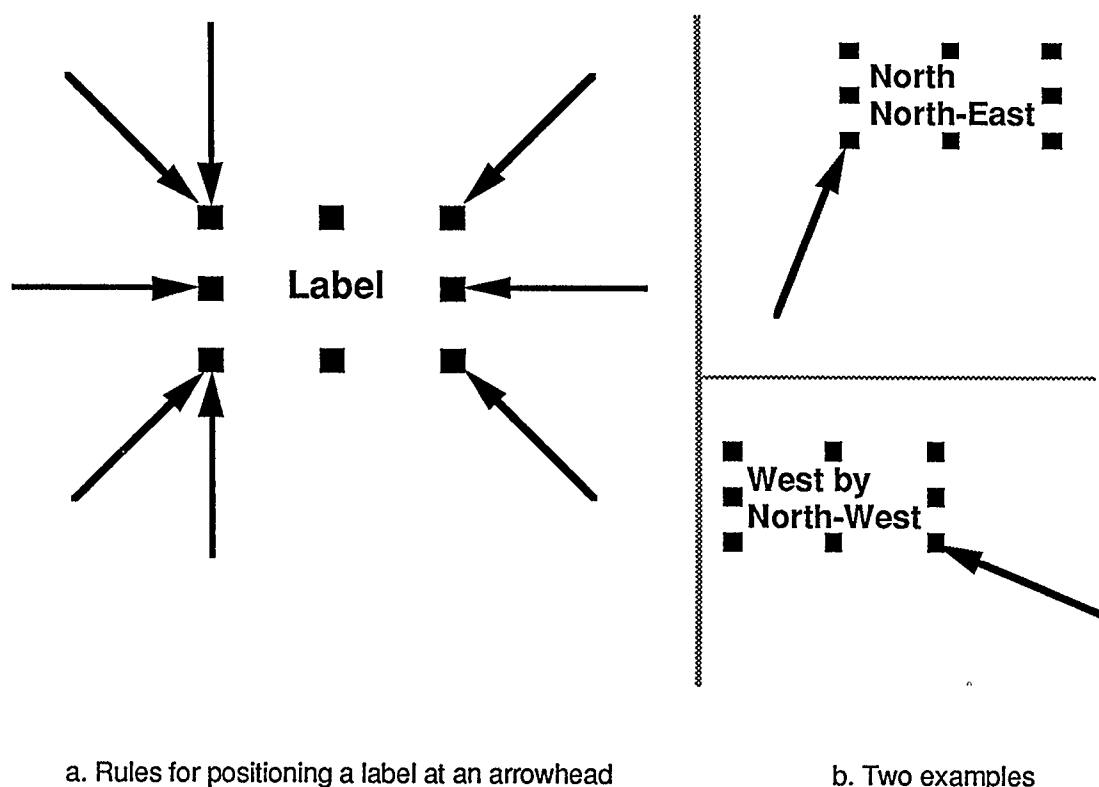 Label
North
North-East
West by
North-West
a. Rules for positioning a label at an arrowhead
b. Two examples